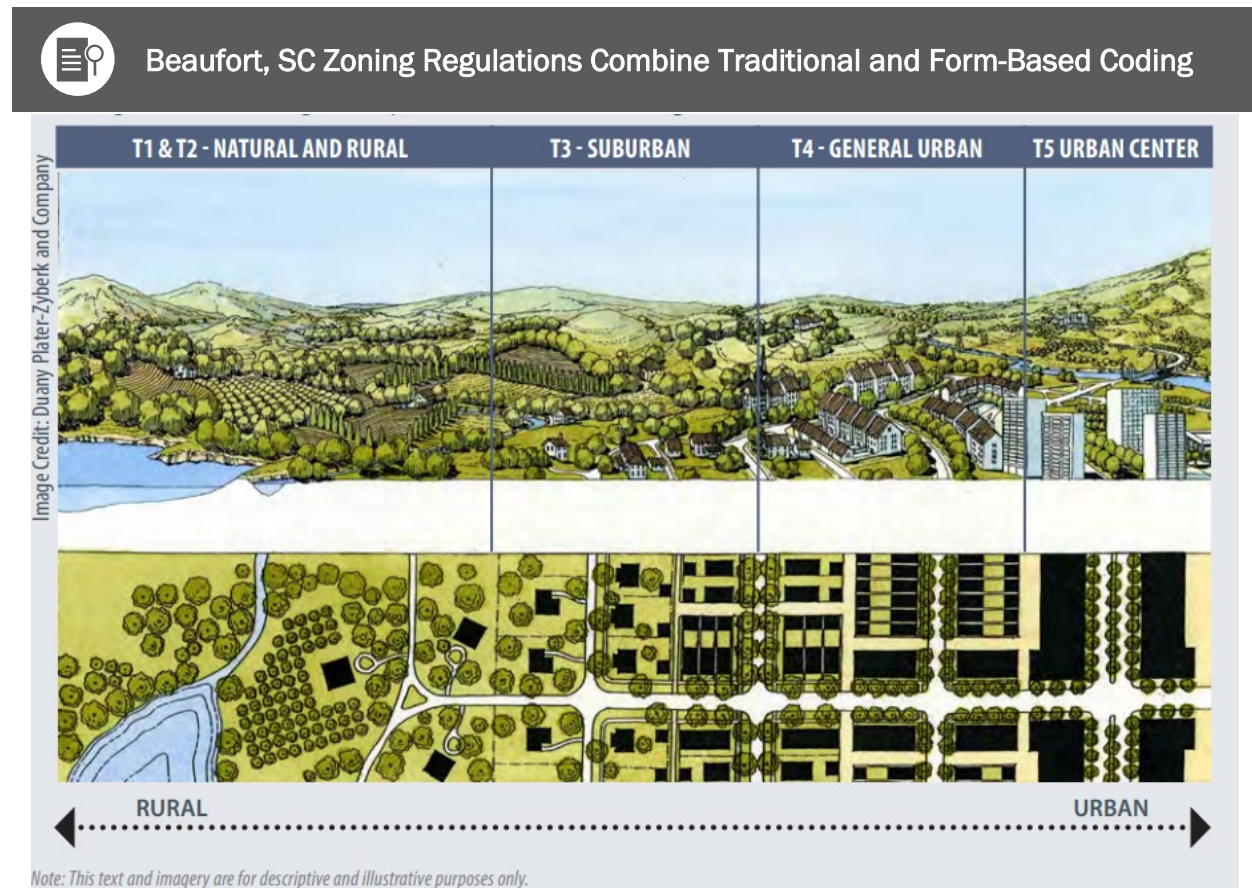 Beaufort, SC Zoning Regulations Combine Traditional and Form-Based Coding
T1 & T2 - NATURAL AND RURAL
T3 - SUBURBAN
T4 - GENERAL URBAN
T5 URBAN CENTER
Image Credit: Duany Plater-Zyberk and Company
RURAL
URBAN
Note: This text and imagery are for descriptive and illustrative purposes only.